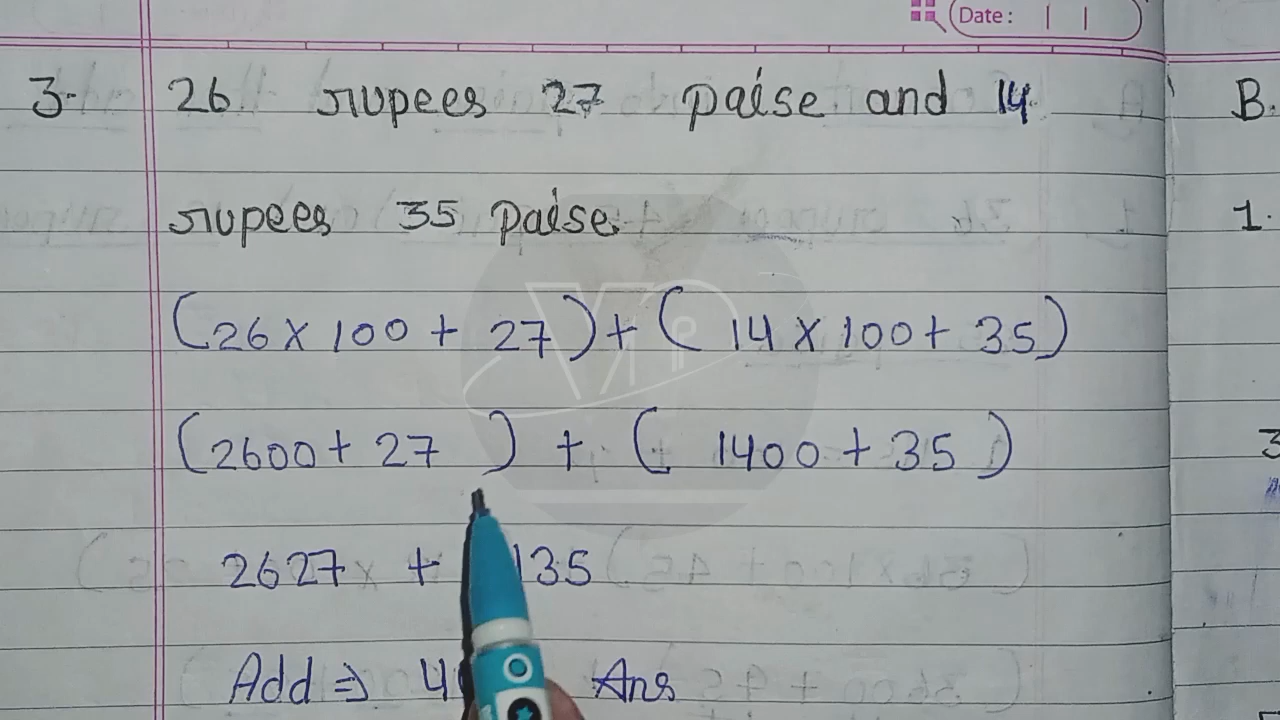 Date:
3. 26 rupees 27 paise and 14
rupees 35 paise.
(26 × 100 + 27) + ( 14 × 100 + 35)
(2600 + 27 ) + ( 1400 + 35 )
2627 + 135
Add ⇒ 4 Ans
B.
1.
3